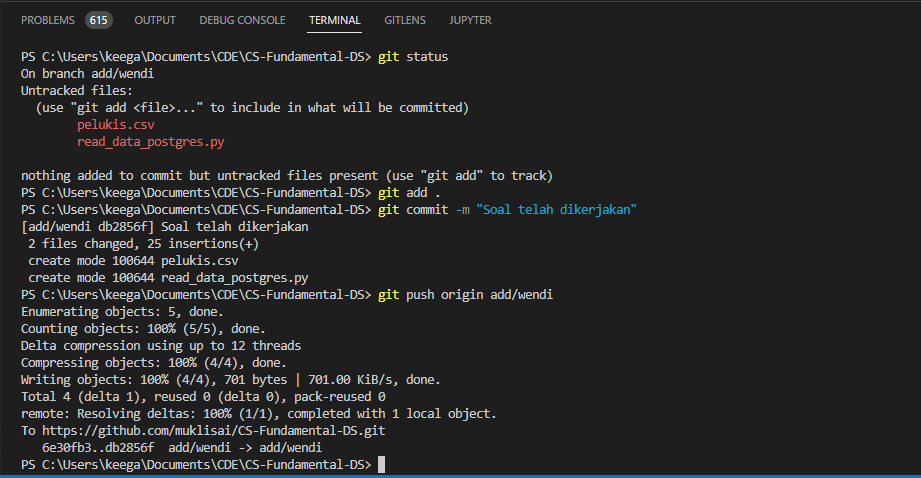 PROBLEMS 615 OUTPUT DEBUG CONSOLE TERMINAL GITLENS JUPYTER
PS C:\Users\keega\Documents\CDE\CS-Fundamental-DS> git status
On branch add/wendi
Untracked files:
  (use "git add <file>..." to include in what will be committed)
        pelukis.csv
        read_data_postgres.py

nothing added to commit but untracked files present (use "git add" to track)
PS C:\Users\keega\Documents\CDE\CS-Fundamental-DS> git add .
PS C:\Users\keega\Documents\CDE\CS-Fundamental-DS> git commit -m "Soal telah dikerjakan"
[add/wendi db2856f] Soal telah dikerjakan
 2 files changed, 25 insertions(+)
 create mode 100644 pelukis.csv
 create mode 100644 read_data_postgres.py
PS C:\Users\keega\Documents\CDE\CS-Fundamental-DS> git push origin add/wendi
Enumerating objects: 5, done.
Counting objects: 100% (5/5), done.
Delta compression using up to 12 threads
Compressing objects: 100% (4/4), done.
Writing objects: 100% (4/4), 701 bytes | 701.00 KiB/s, done.
Total 4 (delta 1), reused 0 (delta 0), pack-reused 0
remote: Resolving deltas: 100% (1/1), completed with 1 local object.
To https://github.com/muklisai/CS-Fundamental-DS.git
   6e30fb3..db2856f  add/wendi -> add/wendi
PS C:\Users\keega\Documents\CDE\CS-Fundamental-DS>